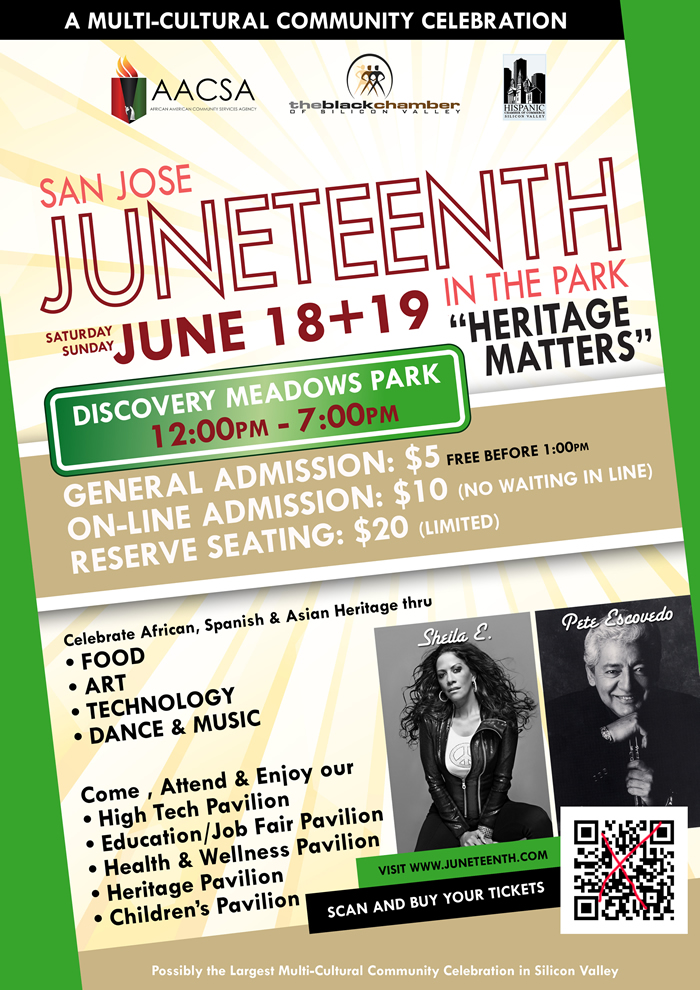 A MULTI-CULTURAL COMMUNITY CELEBRATION
AACSA
AFRICAN AMERICAN COMMUNITY SERVICES AGENCY
theblackchamber
OF SILICON VALLEY
HISPANIC
CHAMBER OF COMMERCE
SILICON VALLEY
SAN JOSE
JUNETEENTH
IN THE PARK
SATURDAY
SUNDAY
JUNE 18+19
“HERITAGE
MATTERS”
DISCOVERY MEADOWS PARK
12:00PM - 7:00PM
GENERAL ADMISSION: $5 FREE BEFORE 1:00PM
ON-LINE ADMISSION: $10 (NO WAITING IN LINE)
RESERVE SEATING: $20 (LIMITED)
Celebrate African, Spanish & Asian Heritage thru
• FOOD
• ART
• TECHNOLOGY
• DANCE & MUSIC
Sheila E.
Pete Escovedo
Come , Attend & Enjoy our
• High Tech Pavilion
• Education/Job Fair Pavilion
• Health & Wellness Pavilion
• Heritage Pavilion
• Children's Pavilion
VISIT WWW.JUNETEENTH.COM
SCAN AND BUY YOUR TICKETS
Possibly the Largest Multi-Cultural Community Celebration in Silicon Valley